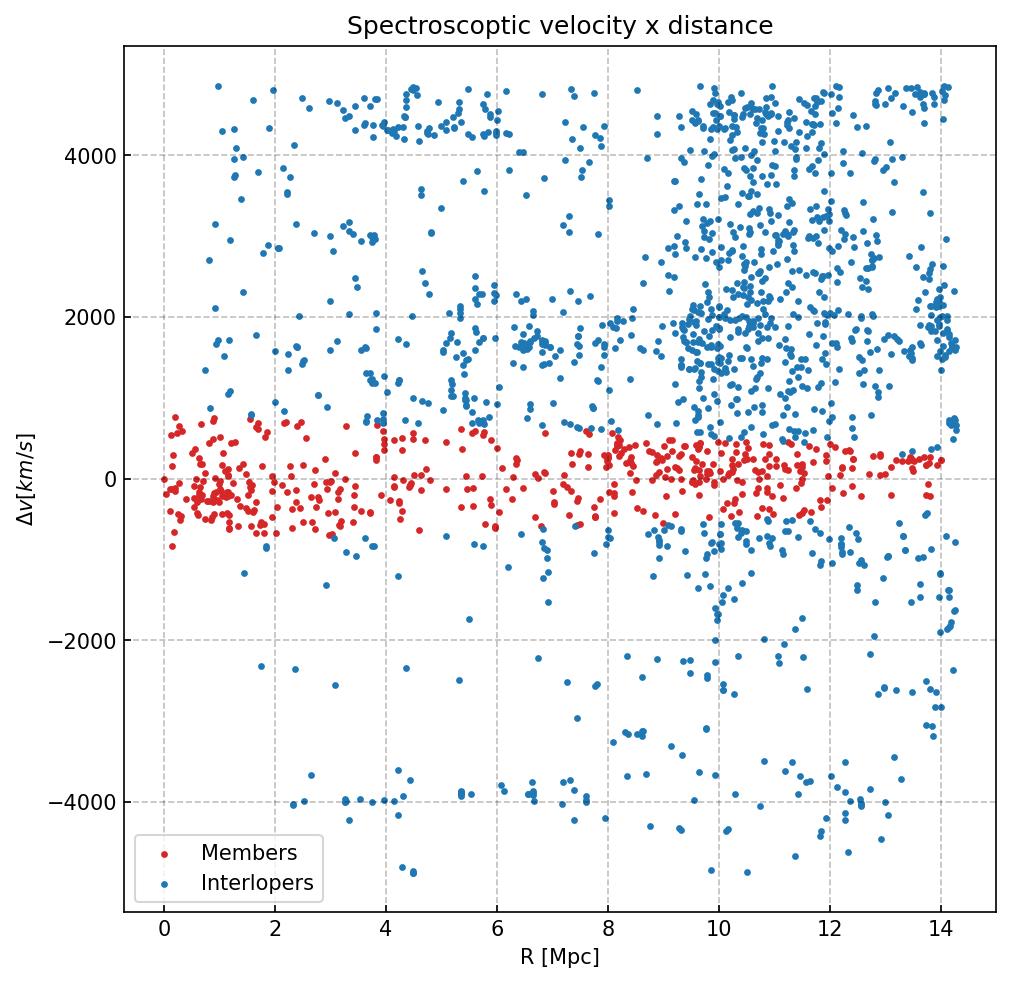 Spectroscoptic velocity x distance
Δv[km/s]
4000
2000
0
−2000
−4000
Members
Interlopers
0 2 4 6 8 10 12 14
R [Mpc]